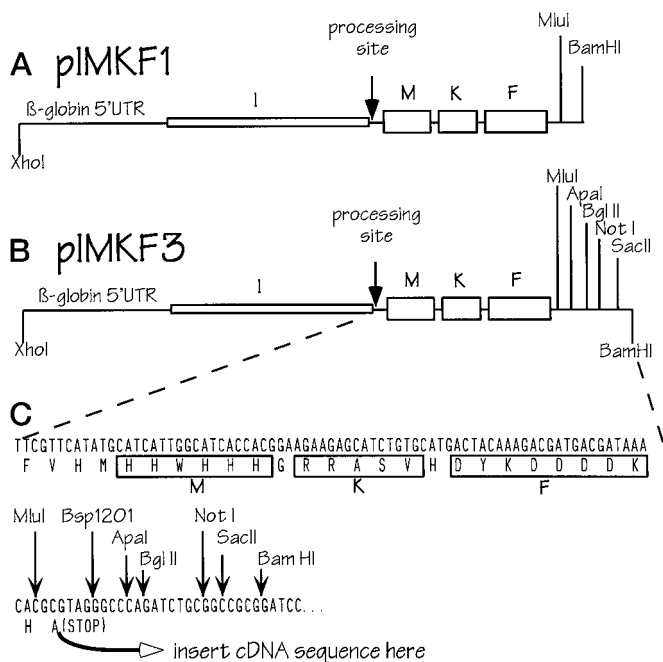 processing
site
MluI
BamHI
A pIMKF1
ß-globin 5'UTR
I
M K F
XhoI
processing
site
MluI
ApaI
Bgl II
Not I
SacII
B pIMKF3
ß-globin 5'UTR
I
M K F
XhoI
BamHI
C
TTCGTTCATATGCATCATTGGCATCACCACGGAAGAAGAGCATCTGTGCATGACTACAAAGACGATGACGATAAA
F V H M H H W H H H G R R A S V H D Y K D D D D K
M K F
MluI Bsp1201 Not I
ApaI SacII
Bgl II Bam HI
CACGCGTAGGGCCCAGATCTGCGGCCGCGGATCC...
H A(STOP)
insert cDNA sequence here